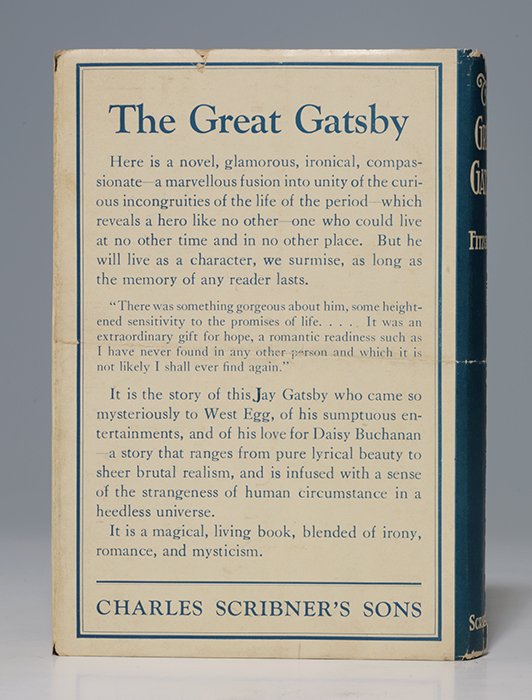 The Great Gatsby
Here is a novel, glamorous, ironical, compas-
sionate—a marvellous fusion into unity of the curi-
ous incongruities of the life of the period—which
reveals a hero like no other—one who could live
at no other time and in no other place. But he
will live as a character, we surmise, as long as
the memory of any reader lasts.
"There was something gorgeous about him, some height-
ened sensitivity to the promises of life. . . . . It was an
extraordinary gift for hope, a romantic readiness such as
I have never found in any other person and which it is
not likely I shall ever find again."
It is the story of this Jay Gatsby who came so
mysteriously to West Egg, of his sumptuous en-
tertainments, and of his love for Daisy Buchanan
—a story that ranges from pure lyrical beauty to
sheer brutal realism, and is infused with a sense
of the strangeness of human circumstance in a
heedless universe.
It is a magical, living book, blended of irony,
romance, and mysticism.
CHARLES SCRIBNER'S SONS